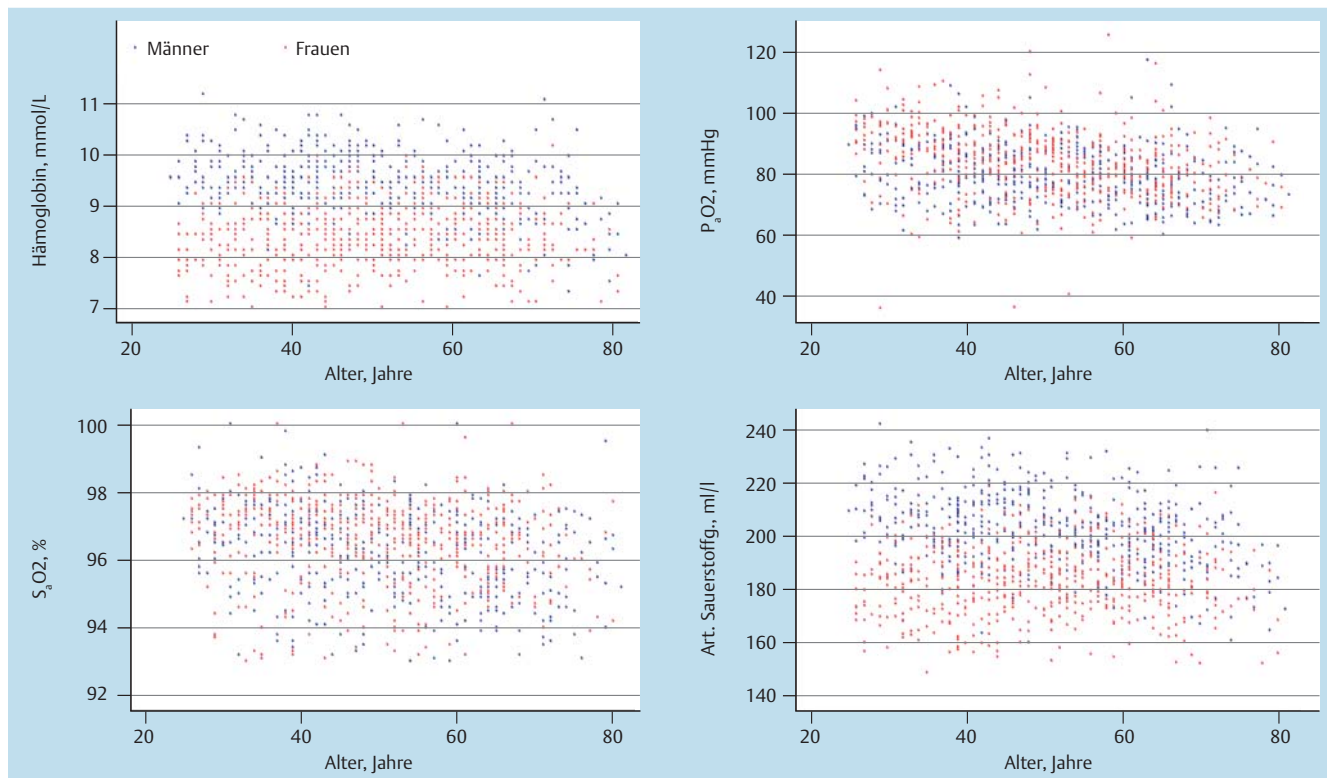 Männer
Frauen
Hämoglobin, mmol/L
11
10
9
8
7
20 40 60 80
Alter, Jahre
PaO2, mmHg
120
100
80
60
40
20 40 60 80
Alter, Jahre
SaO2, %
100
98
96
94
92
20 40 60 80
Alter, Jahre
Art. Sauerstoffg., ml/l
240
220
200
180
160
140
20 40 60 80
Alter, Jahre